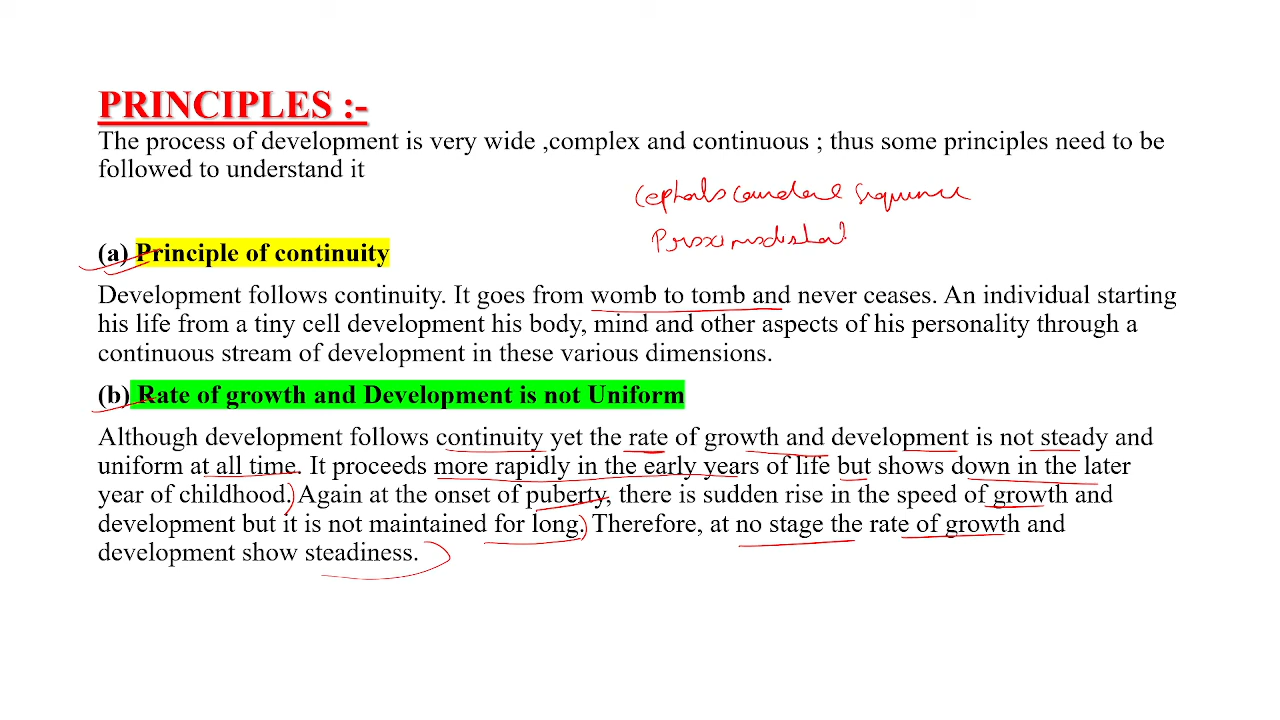 PRINCIPLES :-
The process of development is very wide ,complex and continuous ; thus some principles need to be
followed to understand it
Cephalocaudal sequence
Proximodistal
(a) Principle of continuity
Development follows continuity. It goes from womb to tomb and never ceases. An individual starting
his life from a tiny cell development his body, mind and other aspects of his personality through a
continuous stream of development in these various dimensions.
(b) Rate of growth and Development is not Uniform
Although development follows continuity yet the rate of growth and development is not steady and
uniform at all time. It proceeds more rapidly in the early years of life but shows down in the later
year of childhood. Again at the onset of puberty, there is sudden rise in the speed of growth and
development but it is not maintained for long. Therefore, at no stage the rate of growth and
development show steadiness.